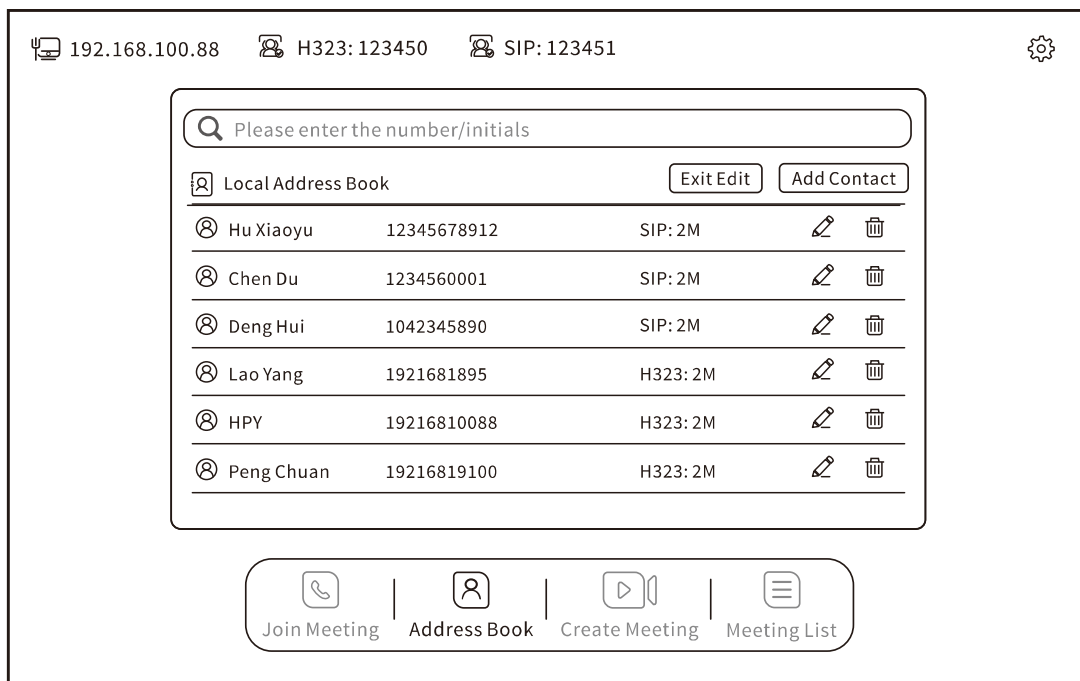 192.168.100.88 H323: 123450 SIP: 123451
Please enter the number/initials
Local Address Book Exit Edit Add Contact
Hu Xiaoyu 12345678912 SIP: 2M
Chen Du 1234560001 SIP: 2M
Deng Hui 1042345890 SIP: 2M
Lao Yang 1921681895 H323: 2M
HPY 19216810088 H323: 2M
Peng Chuan 19216819100 H323: 2M
Join Meeting Address Book Create Meeting Meeting List